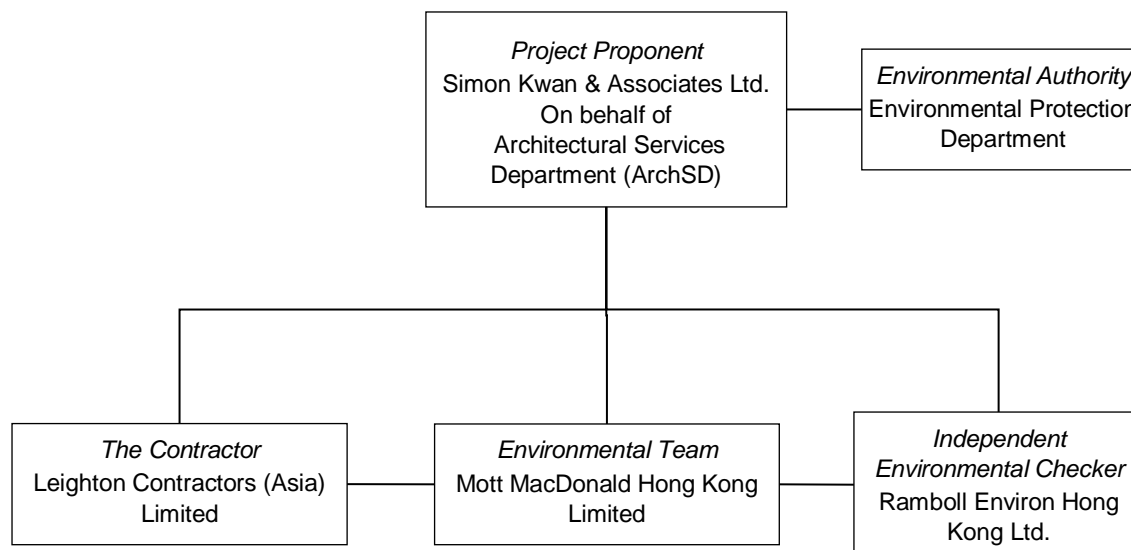 Project Proponent
Simon Kwan & Associates Ltd.
On behalf of
Architectural Services
Department (ArchSD)
Environmental Authority
Environmental Protection
Department
The Contractor
Leighton Contractors (Asia)
Limited
Environmental Team
Mott MacDonald Hong Kong
Limited
Independent
Environmental Checker
Ramboll Environ Hong
Kong Ltd.